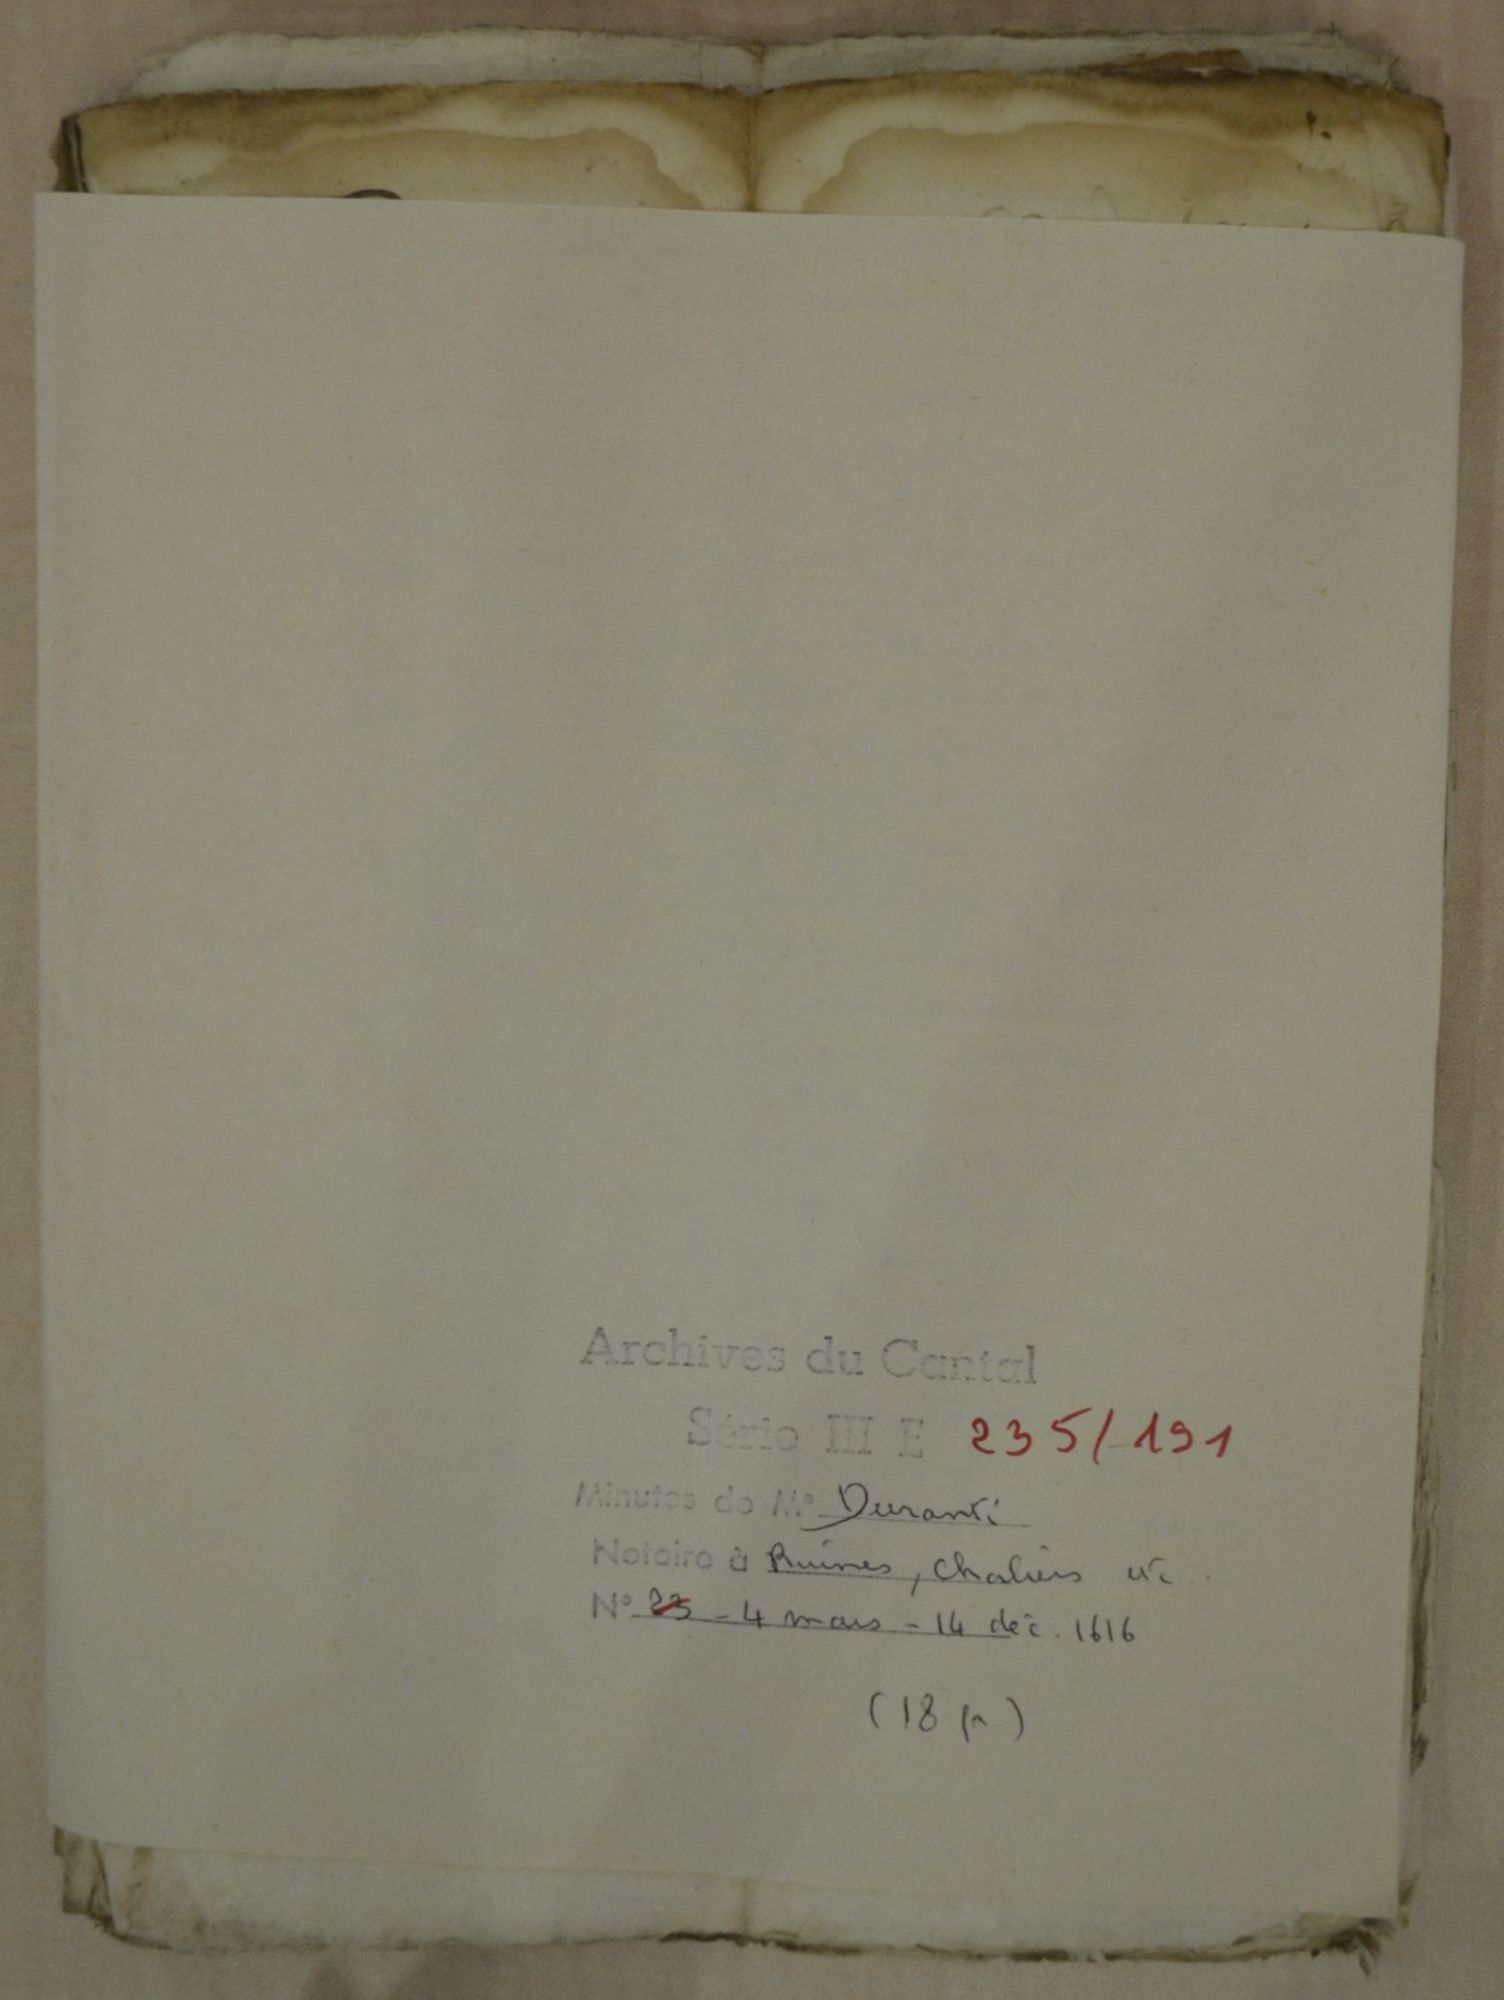 Archives du Cantal
Série III E 235/191
Minutes de Mᵉ Duranti
Notaire à Ruines, Chaliers etc
N° 23 - 4 mars - 14 déc. 1616
(18 p)